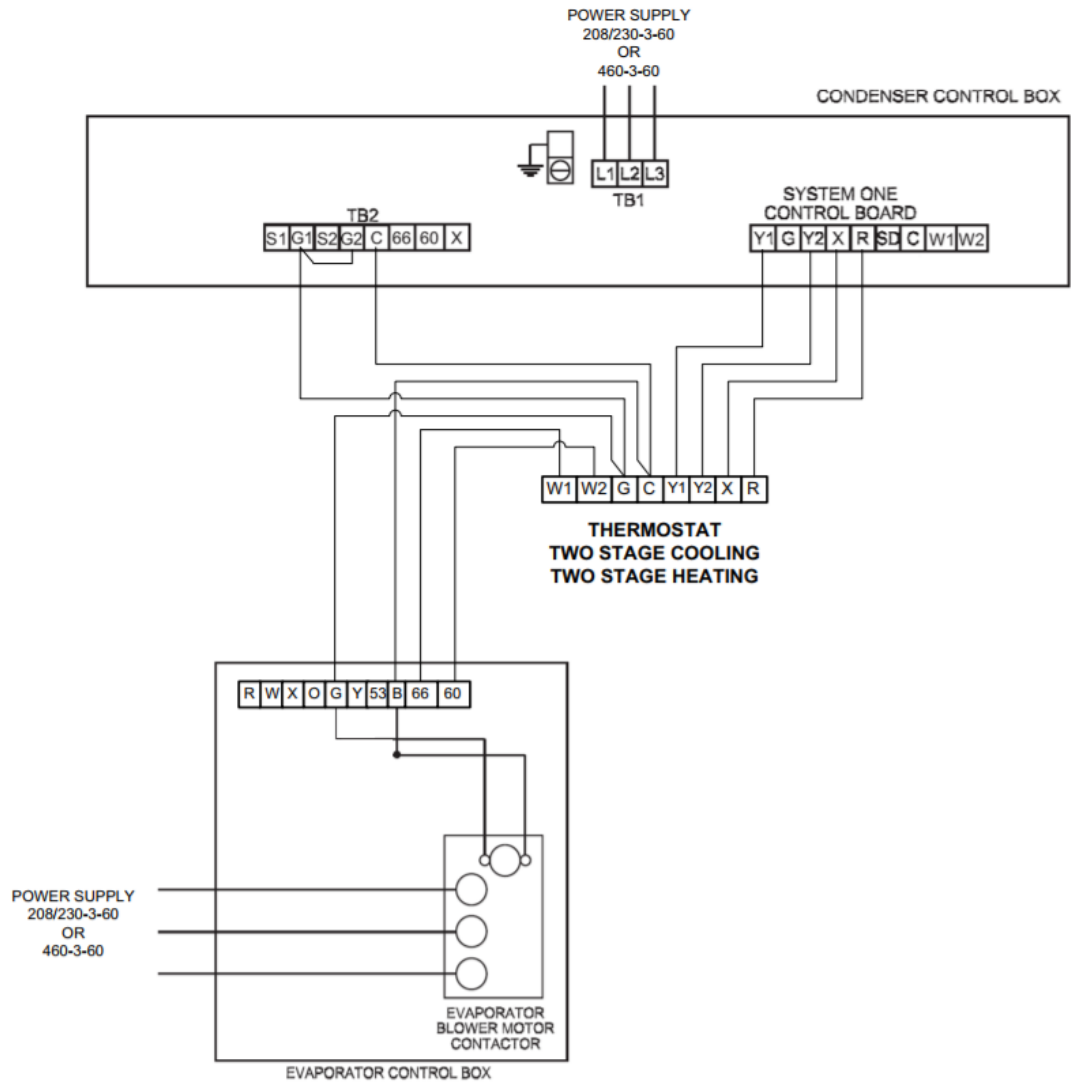 POWER SUPPLY
208/230-3-60
OR
460-3-60
CONDENSER CONTROL BOX
L1 L2 L3
TB1
SYSTEM ONE
CONTROL BOARD
TB2
S1 G1 S2 G2 C 66 60 X
Y1 G Y2 X R SD C W1 W2
W1 W2 G C Y1 Y2 X R
THERMOSTAT
TWO STAGE COOLING
TWO STAGE HEATING
R W X O G Y 53 B 66 60
POWER SUPPLY
208/230-3-60
OR
460-3-60
EVAPORATOR
BLOWER MOTOR
CONTACTOR
EVAPORATOR CONTROL BOX